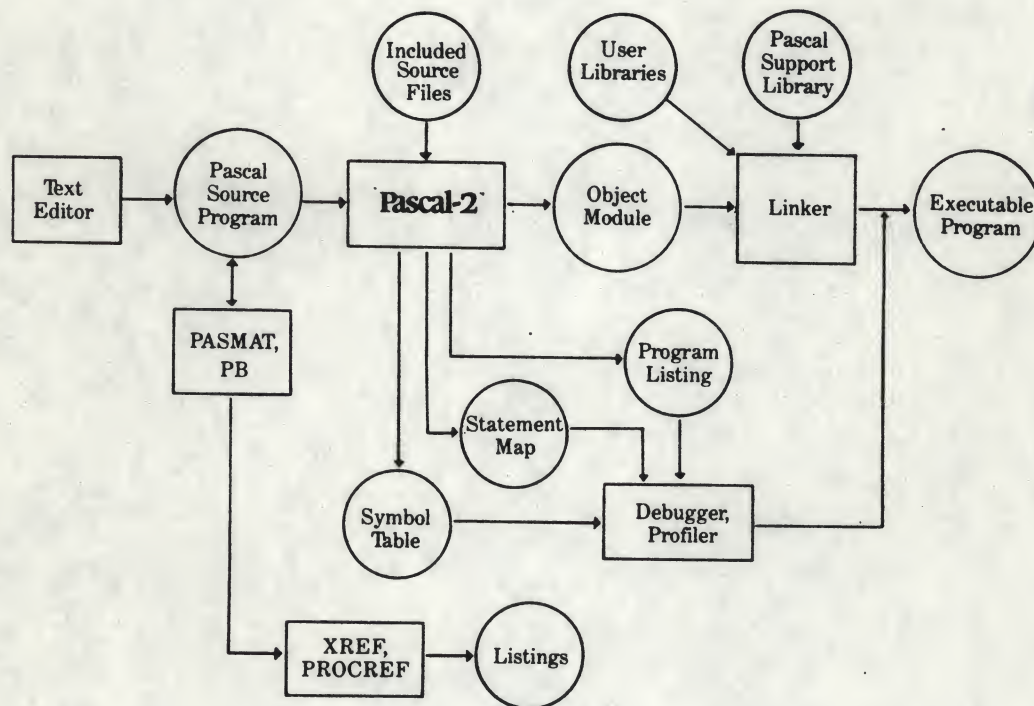 Included
Source
Files
User
Libraries
Pascal
Support
Library
Text
Editor
Pascal
Source
Program
Pascal-2
Object
Module
Linker
Executable
Program
PASMAT,
PB
Program
Listing
Statement
Map
Symbol
Table
Debugger,
Profiler
XREF,
PROCREF
Listings